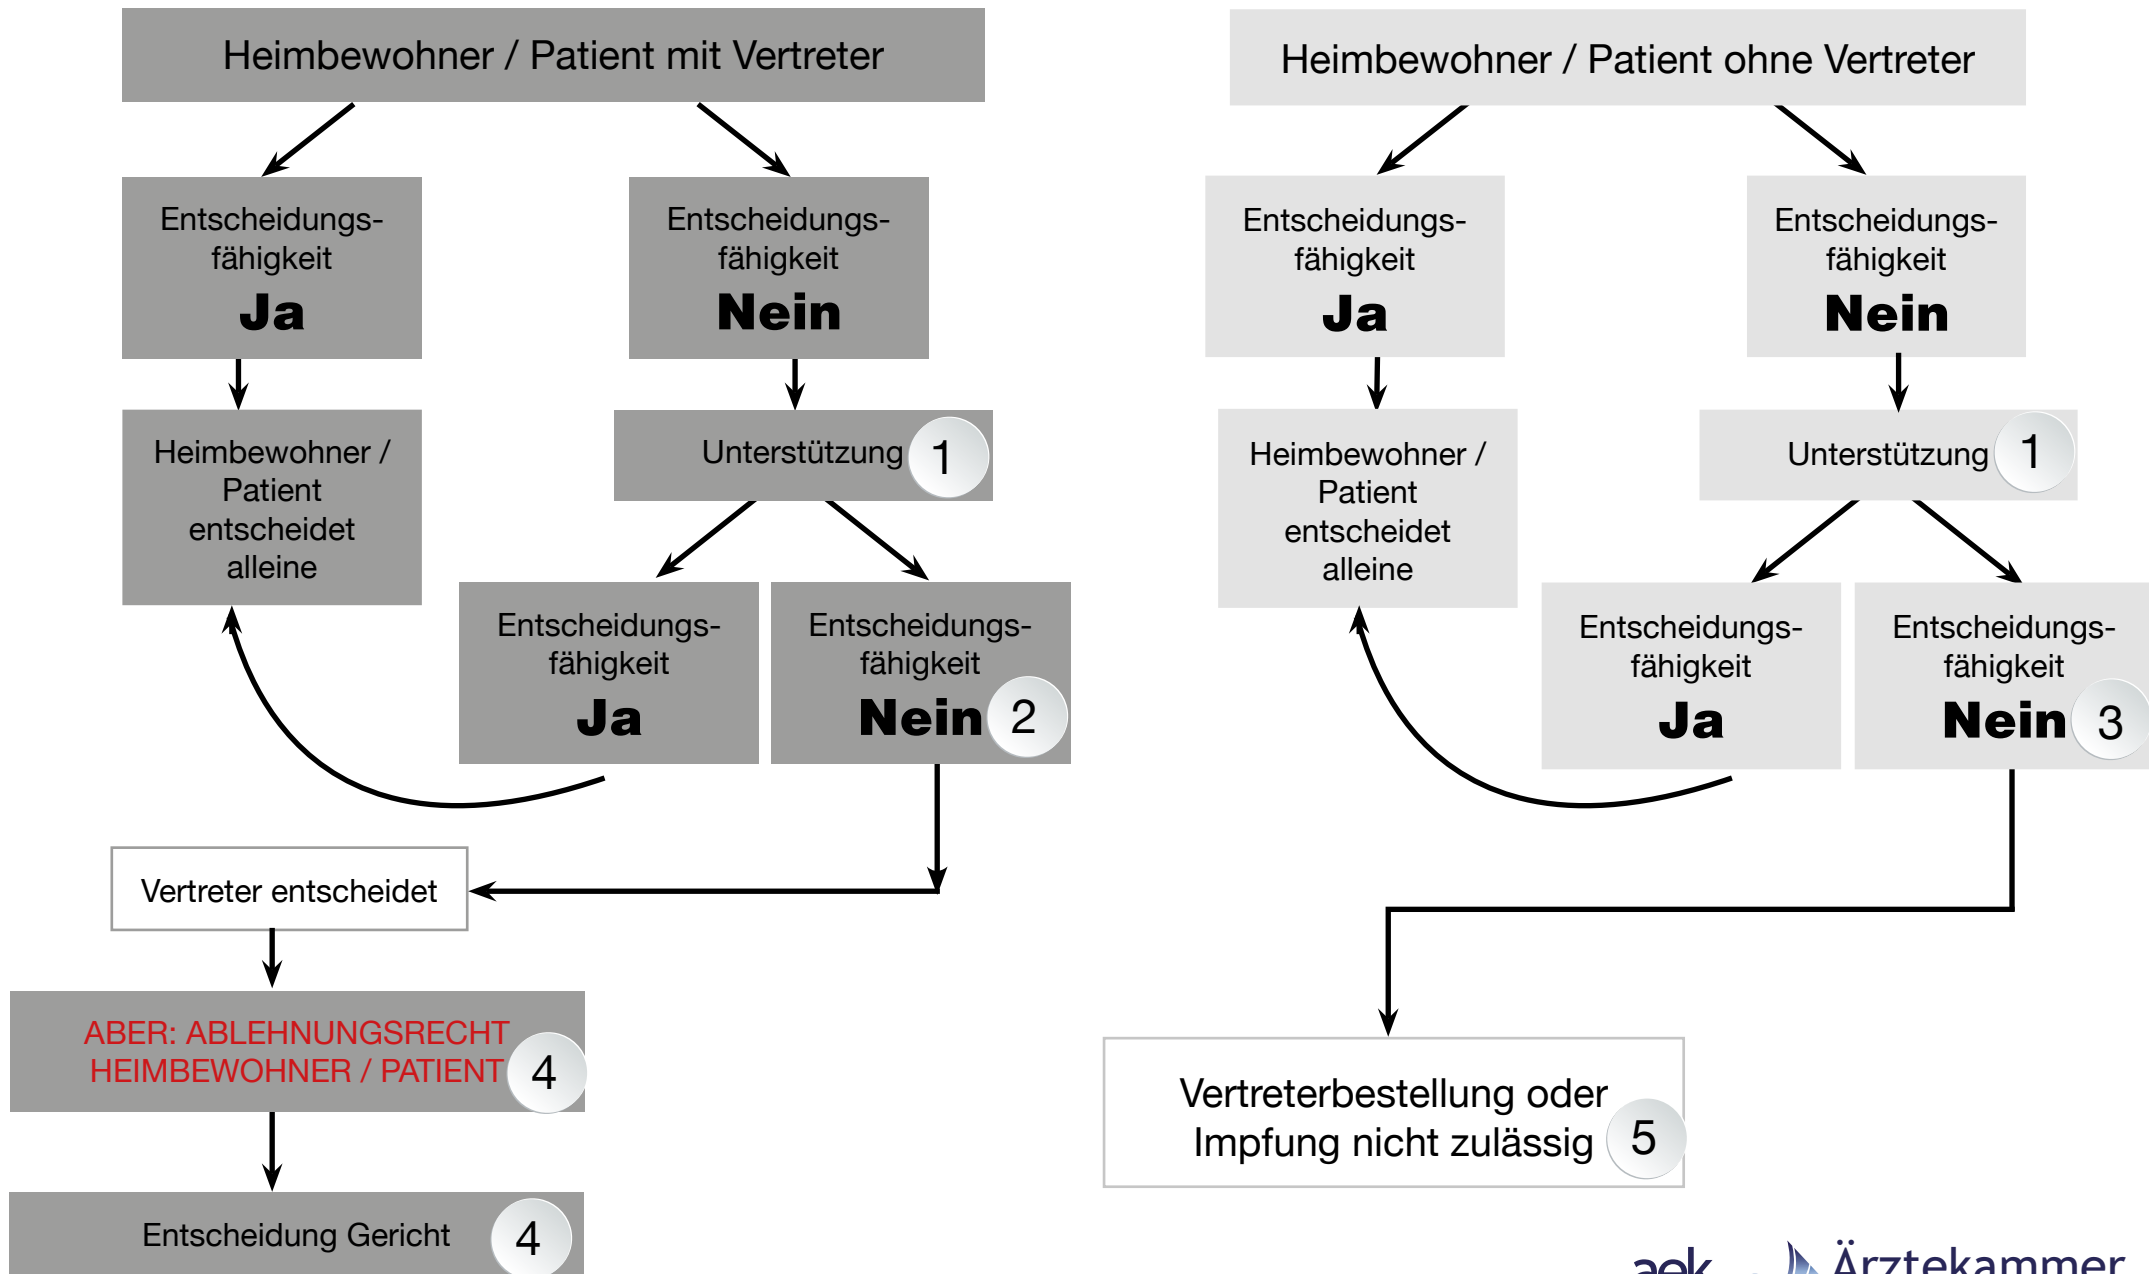 Heimbewohner / Patient mit Vertreter
Entscheidungs-
fähigkeit
Ja
Entscheidungs-
fähigkeit
Nein
Heimbewohner /
Patient
entscheidet
alleine
Unterstützung 1
Entscheidungs-
fähigkeit
Ja
Entscheidungs-
fähigkeit
Nein 2
Vertreter entscheidet
ABER: ABLEHNUNGSRECHT
HEIMBEWOHNER / PATIENT 4
Entscheidung Gericht 4
Heimbewohner / Patient ohne Vertreter
Entscheidungs-
fähigkeit
Ja
Entscheidungs-
fähigkeit
Nein
Heimbewohner /
Patient
entscheidet
alleine
Unterstützung 1
Entscheidungs-
fähigkeit
Ja
Entscheidungs-
fähigkeit
Nein 3
Vertreterbestellung oder
Impfung nicht zulässig 5
aek
Ärztekammer